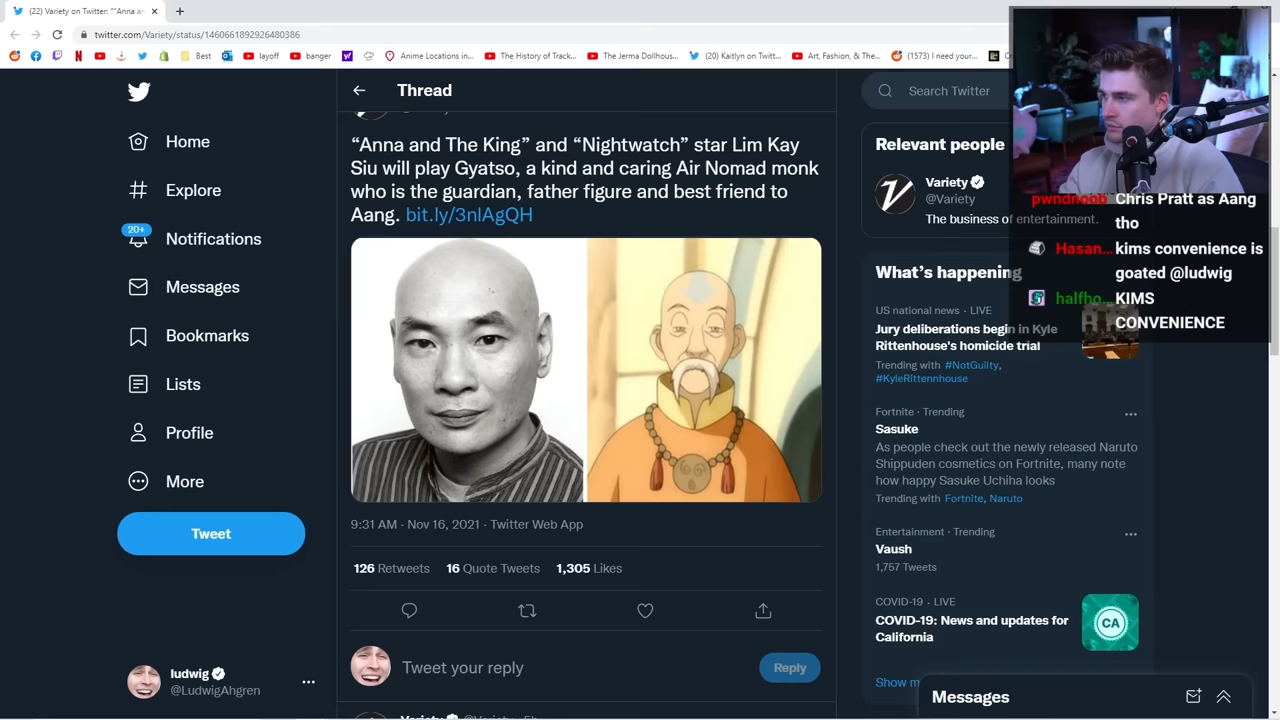 (22) Variety on Twitter: "“Anna an
twitter.com/Variety/status/1460661892926480386
Best
layoff
banger
Anime Locations in...
The History of Track...
The Jerma Dollhous...
(20) Kaitlyn on Twitt...
Art, Fashion, & The...
(1573) I need your...
Home
Explore
20+
Notifications
Messages
Bookmarks
Lists
Profile
More
Tweet
ludwig
@LudwigAhgren
Thread
“Anna and The King” and “Nightwatch” star Lim Kay
Siu will play Gyatso, a kind and caring Air Nomad monk
who is the guardian, father figure and best friend to
Aang. bit.ly/3nlAgQH
9:31 AM · Nov 16, 2021 · Twitter Web App
126 Retweets 16 Quote Tweets 1,305 Likes
Tweet your reply
Reply
Search Twitter
Relevant people
Variety
@Variety
The business of entertainment.
What’s happening
US national news · LIVE
Jury deliberations begin in Kyle
Rittenhouse's homicide trial
Trending with #NotGuilty,
#KyleRittennhouse
Fortnite · Trending
Sasuke
As people check out the newly released Naruto
Shippuden cosmetics on Fortnite, many note
how happy Sasuke Uchiha looks
Trending with Fortnite, Naruto
Entertainment · Trending
Vaush
1,757 Tweets
COVID-19 · LIVE
COVID-19: News and updates for
California
CA
Show m
Messages
pwndnoob Chris Pratt as Aang
tho
Hasan... kims convenience is
goated @ludwig
halfho... KIMS
CONVENIENCE